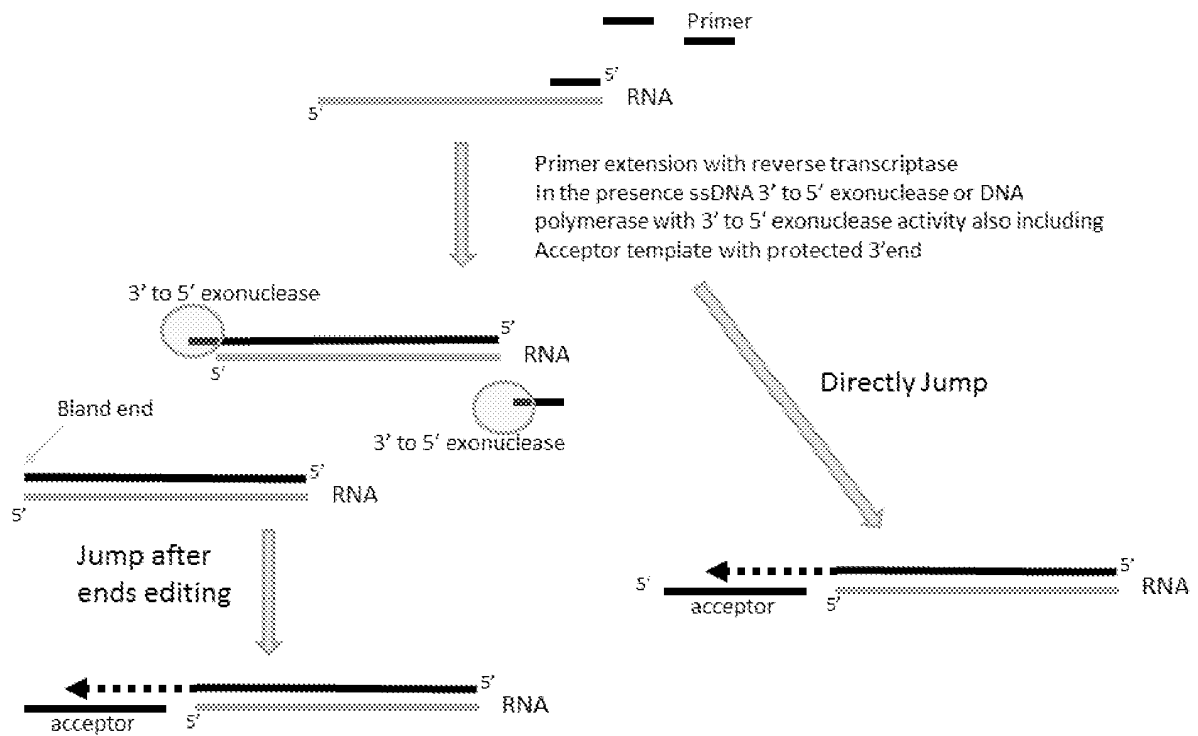 Primer
5'
RNA
5'
Primer extension with reverse transcriptase
In the presence ssDNA 3' to 5' exonuclease or DNA
polymerase with 3' to 5' exonuclease activity also including
Acceptor template with protected 3'end
3' to 5' exonuclease
5'
RNA
5'
Directly Jump
Bland end
3' to 5' exonuclease
5'
RNA
5'
Jump after
ends editing
5'
5'
RNA
acceptor
5'
5'
RNA
acceptor
5'